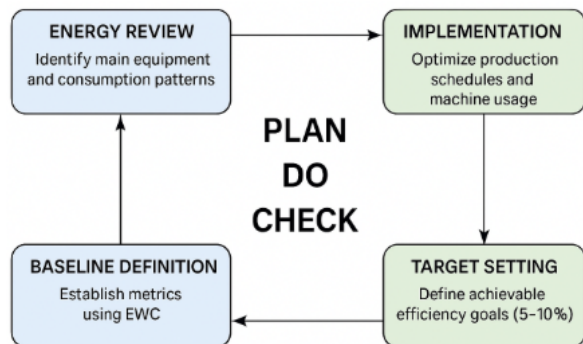 ENERGY REVIEW
Identify main equipment
and consumption patterns
IMPLEMENTATION
Optimize production
schedules and
machine usage
PLAN
DO
CHECK
BASELINE DEFINITION
Establish metrics
using EWC
TARGET SETTING
Define achievable
efficiency goals (5–10%)